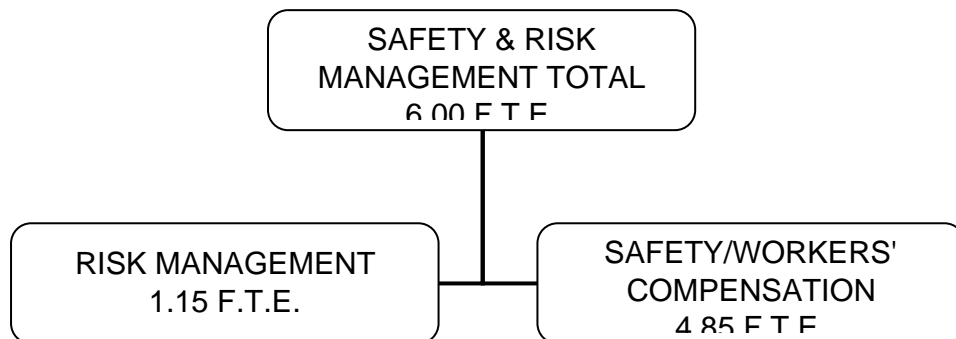 SAFETY & RISK
MANAGEMENT TOTAL
6.00 F.T.E.
RISK MANAGEMENT
1.15 F.T.E.
SAFETY/WORKERS'
COMPENSATION
4.85 F.T.E.